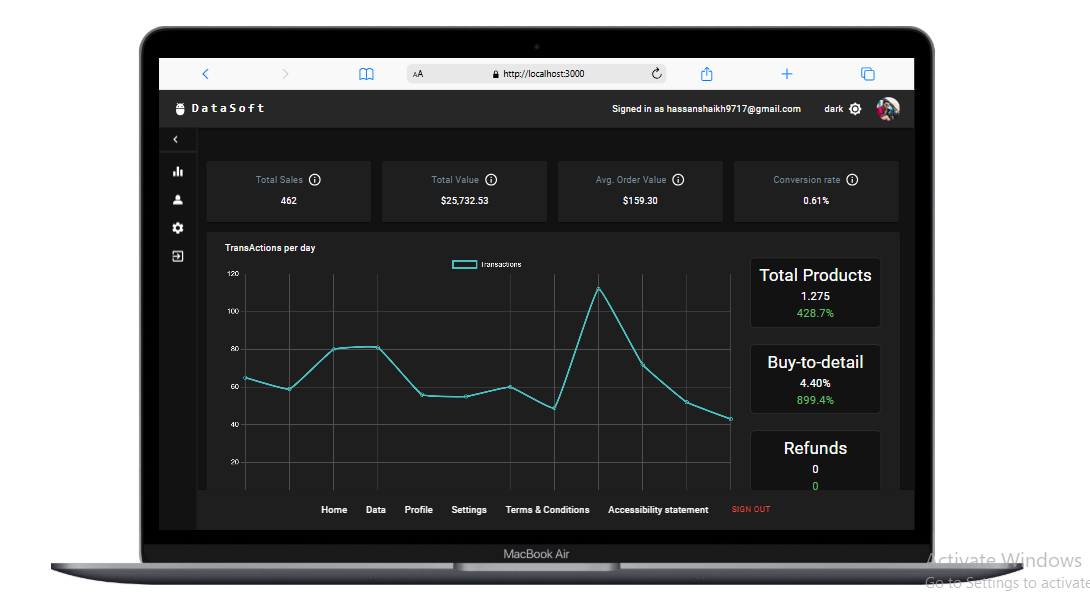 AA http://localhost:3000
DataSoft Signed in as hassanshaikh9717@gmail.com dark
Total Sales Total Value Avg. Order Value Conversion rate
462 $25,732.53 $159.30 0.61%
TransActions per day
Transactions
120
100
80
60
40
20
Total Products
1.275
428.7%
Buy-to-detail
4.40%
899.4%
Refunds
0
0
Home Data Profile Settings Terms & Conditions Accessibility statement SIGN OUT
MacBook Air
Activate Windows
Go to Settings to activate